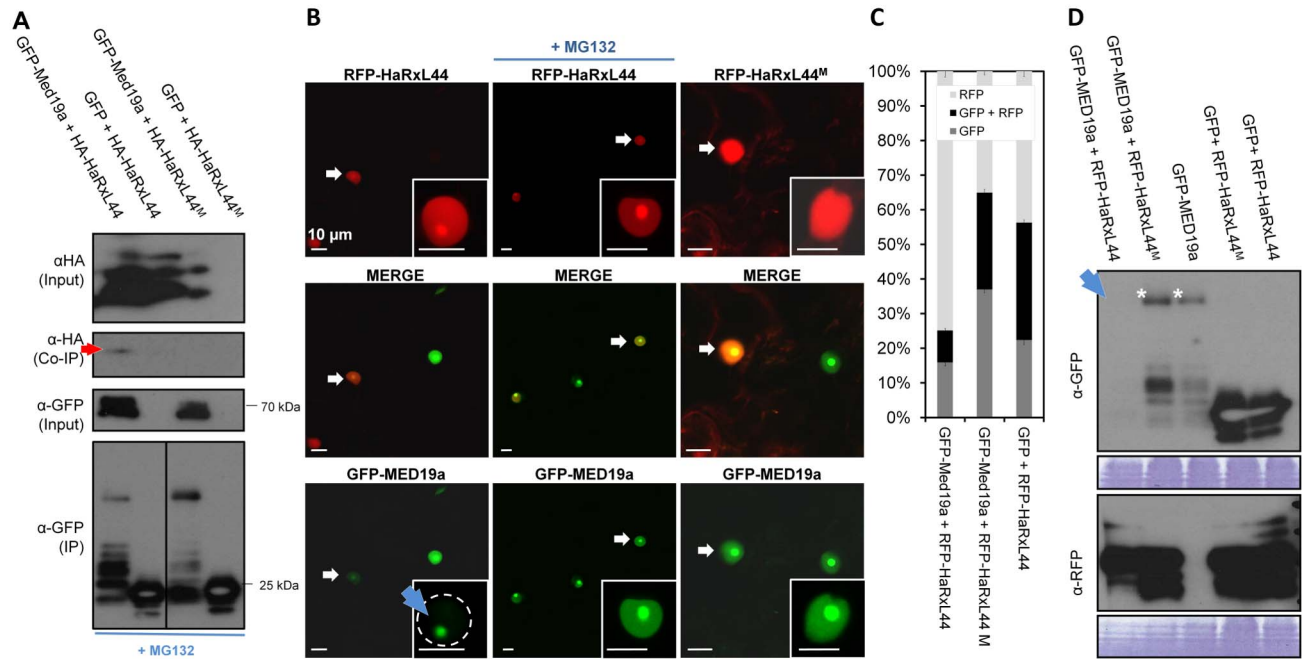 A
GFP-Med19a + HA-HaRxL44
GFP + HA-HaRxL44
GFP-Med19a + HA-HaRxL44ᴹ
GFP + HA-HaRxL44ᴹ
αHA
(Input)
α-HA
(Co-IP)
α-GFP
(Input)
70 kDa
α-GFP
(IP)
25 kDa
+ MG132
B
+ MG132
RFP-HaRxL44
RFP-HaRxL44
RFP-HaRxL44ᴹ
10 µm
MERGE
MERGE
MERGE
GFP-MED19a
GFP-MED19a
GFP-MED19a
C
100%
90%
80%
70%
60%
50%
40%
30%
20%
10%
0%
RFP
GFP + RFP
GFP
GFP-Med19a + RFP-HaRxL44
GFP-Med19a + RFP-HaRxL44 M
GFP + RFP-HaRxL44
D
GFP-MED19a + RFP-HaRxL44
GFP-MED19a + RFP-HaRxL44ᴹ
GFP-MED19a
GFP+ RFP-HaRxL44ᴹ
GFP+ RFP-HaRxL44
* *
α-GFP
α-RFP